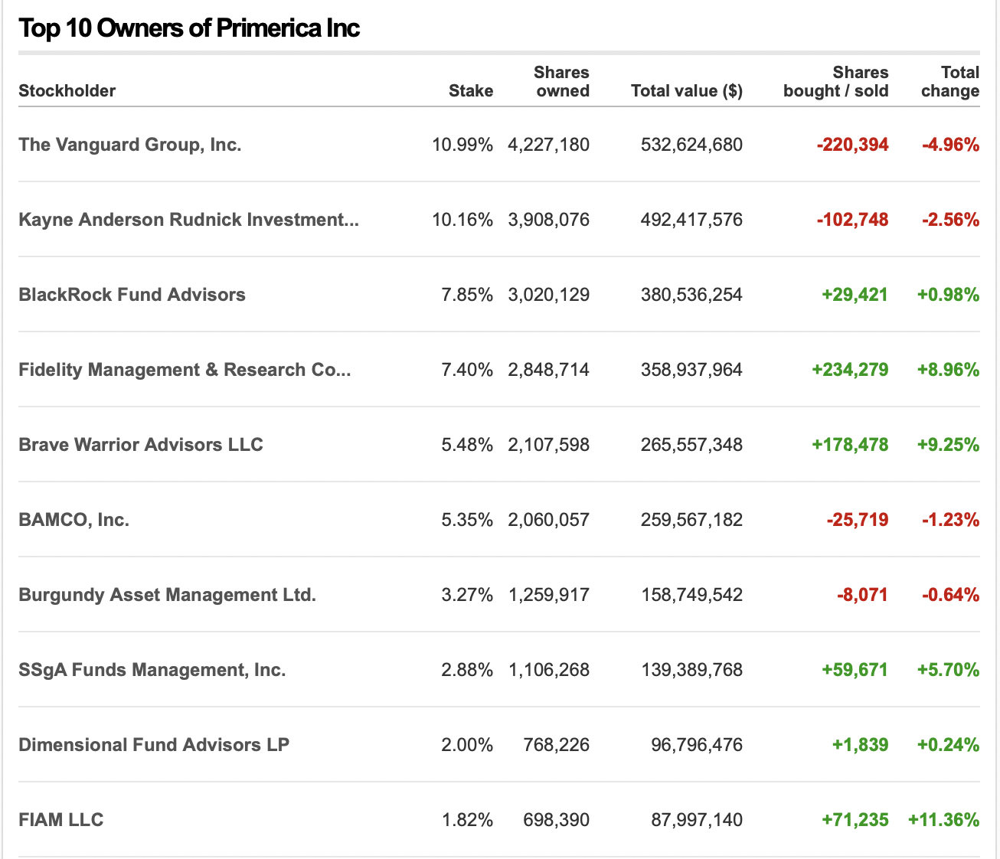 Top 10 Owners of Primerica Inc
Stockholder Stake Shares owned Total value ($) Shares bought / sold Total change
The Vanguard Group, Inc. 10.99% 4,227,180 532,624,680 -220,394 -4.96%
Kayne Anderson Rudnick Investment... 10.16% 3,908,076 492,417,576 -102,748 -2.56%
BlackRock Fund Advisors 7.85% 3,020,129 380,536,254 +29,421 +0.98%
Fidelity Management & Research Co... 7.40% 2,848,714 358,937,964 +234,279 +8.96%
Brave Warrior Advisors LLC 5.48% 2,107,598 265,557,348 +178,478 +9.25%
BAMCO, Inc. 5.35% 2,060,057 259,567,182 -25,719 -1.23%
Burgundy Asset Management Ltd. 3.27% 1,259,917 158,749,542 -8,071 -0.64%
SSgA Funds Management, Inc. 2.88% 1,106,268 139,389,768 +59,671 +5.70%
Dimensional Fund Advisors LP 2.00% 768,226 96,796,476 +1,839 +0.24%
FIAM LLC 1.82% 698,390 87,997,140 +71,235 +11.36%